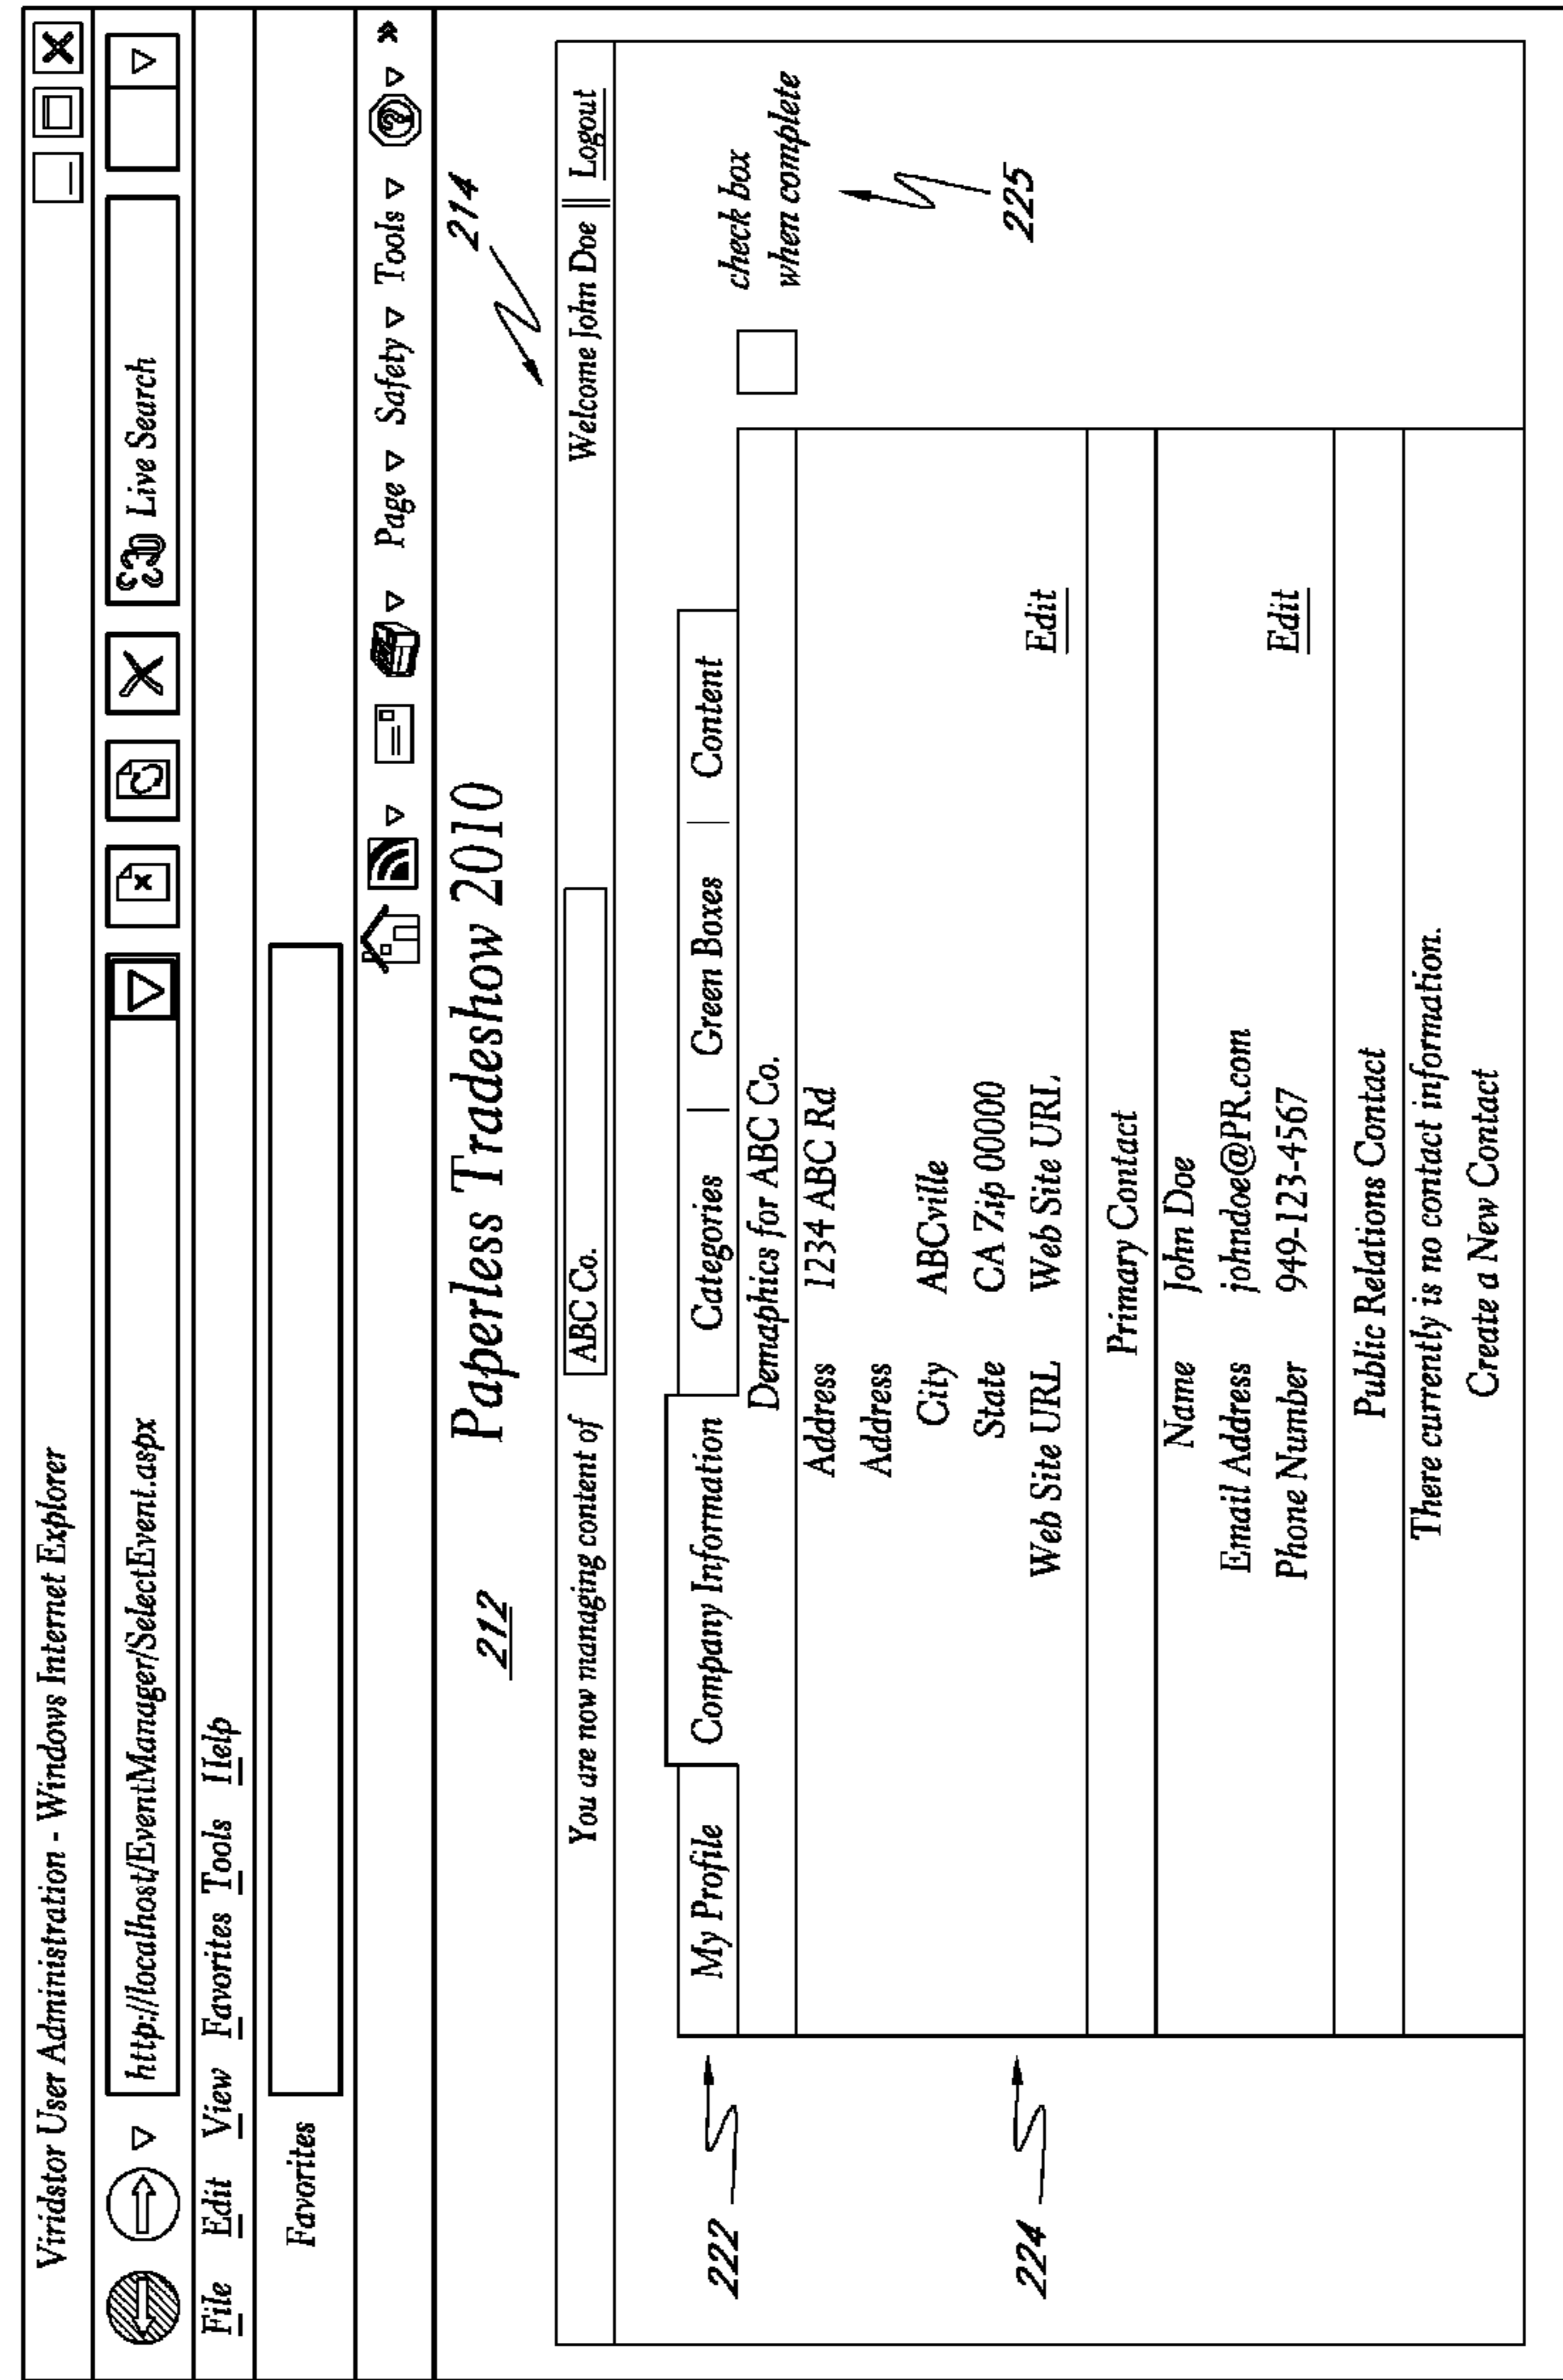 Viridstor User Administration - Windows Internet Explorer
http://localhost/EventManager/SelectEvent.aspx
Live Search
File Edit View Favorites Tools Help
Favorites
Page Safety Tools »
212 Paperless Tradeshow 2010 214
You are now managing content of ABC Co. Welcome John Doe || Logout
222 My Profile Company Information Categories | Green Boxes | Content
Demaphics for ABC Co.
check box
when complete
225
Address 1234 ABC Rd
Address
City ABCville
State CA Zip 00000
224 Web Site URL Web Site URL Edit
Primary Contact
Name John Doe
Email Address johndoe@PR.com
Phone Number 949-123-4567 Edit
Public Relations Contact
There currently is no contact information.
Create a New Contact